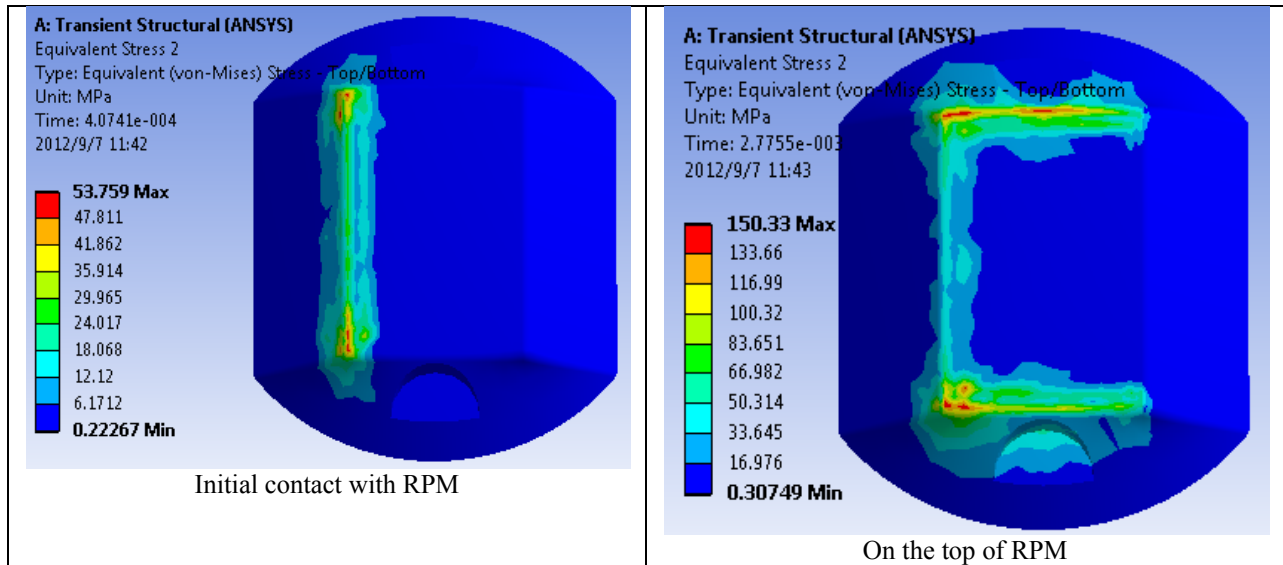 A: Transient Structural (ANSYS)
Equivalent Stress 2
Type: Equivalent (von-Mises) Stress - Top/Bottom
Unit: MPa
Time: 4.0741e-004
2012/9/7 11:42
53.759 Max
47.811
41.862
35.914
29.965
24.017
18.068
12.12
6.1712
0.22267 Min
Initial contact with RPM
A: Transient Structural (ANSYS)
Equivalent Stress 2
Type: Equivalent (von-Mises) Stress - Top/Bottom
Unit: MPa
Time: 2.7755e-003
2012/9/7 11:43
150.33 Max
133.66
116.99
100.32
83.651
66.982
50.314
33.645
16.976
0.30749 Min
On the top of RPM